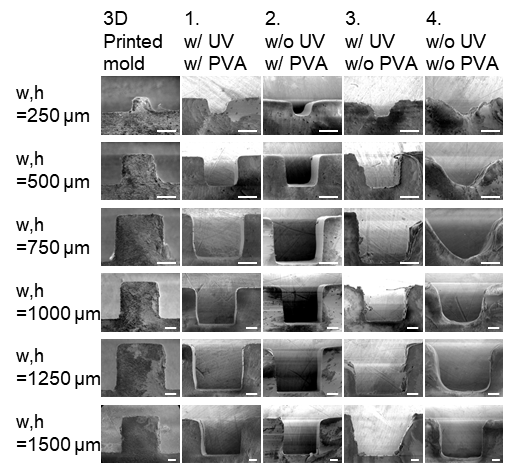 3D
Printed
mold
1.
w/ UV
w/ PVA
2.
w/o UV
w/ PVA
3.
w/ UV
w/o PVA
4.
w/o UV
w/o PVA
w,h
=250 µm
w,h
=500 µm
w,h
=750 µm
w,h
=1000 µm
w,h
=1250 µm
w,h
=1500 µm